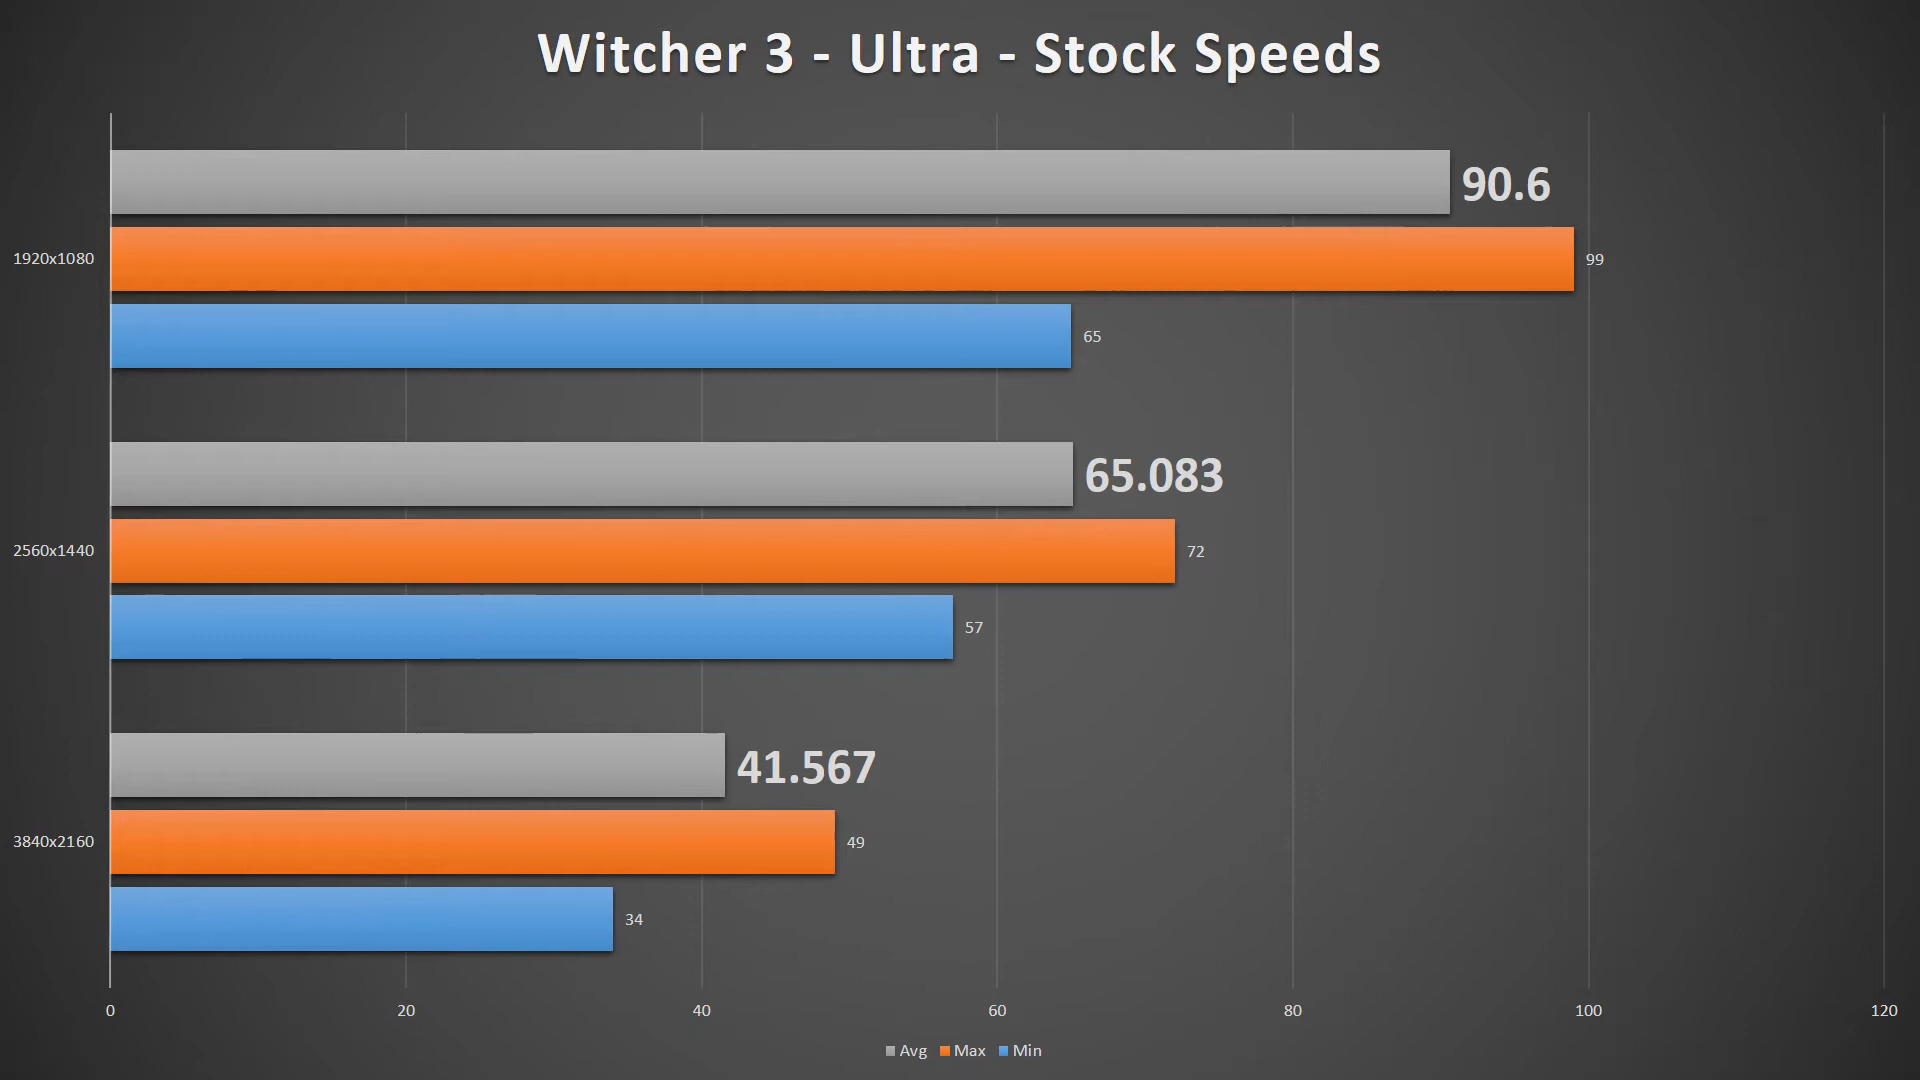 Witcher 3 - Ultra - Stock Speeds
90.6
1920x1080
99
65
65.083
2560x1440
72
57
41.567
3840x2160
49
34
0 20 40 60 80 100 120
Avg Max Min